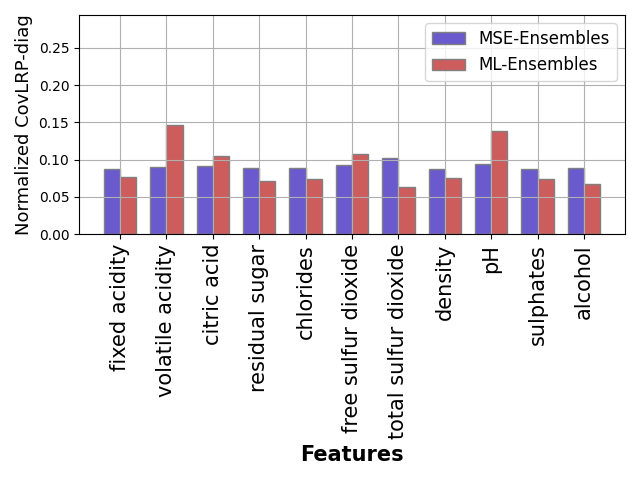 Normalized CovLRP-diag
0.25
0.20
0.15
0.10
0.05
0.00
MSE-Ensembles
ML-Ensembles
fixed acidity
volatile acidity
citric acid
residual sugar
chlorides
free sulfur dioxide
total sulfur dioxide
density
pH
sulphates
alcohol
Features